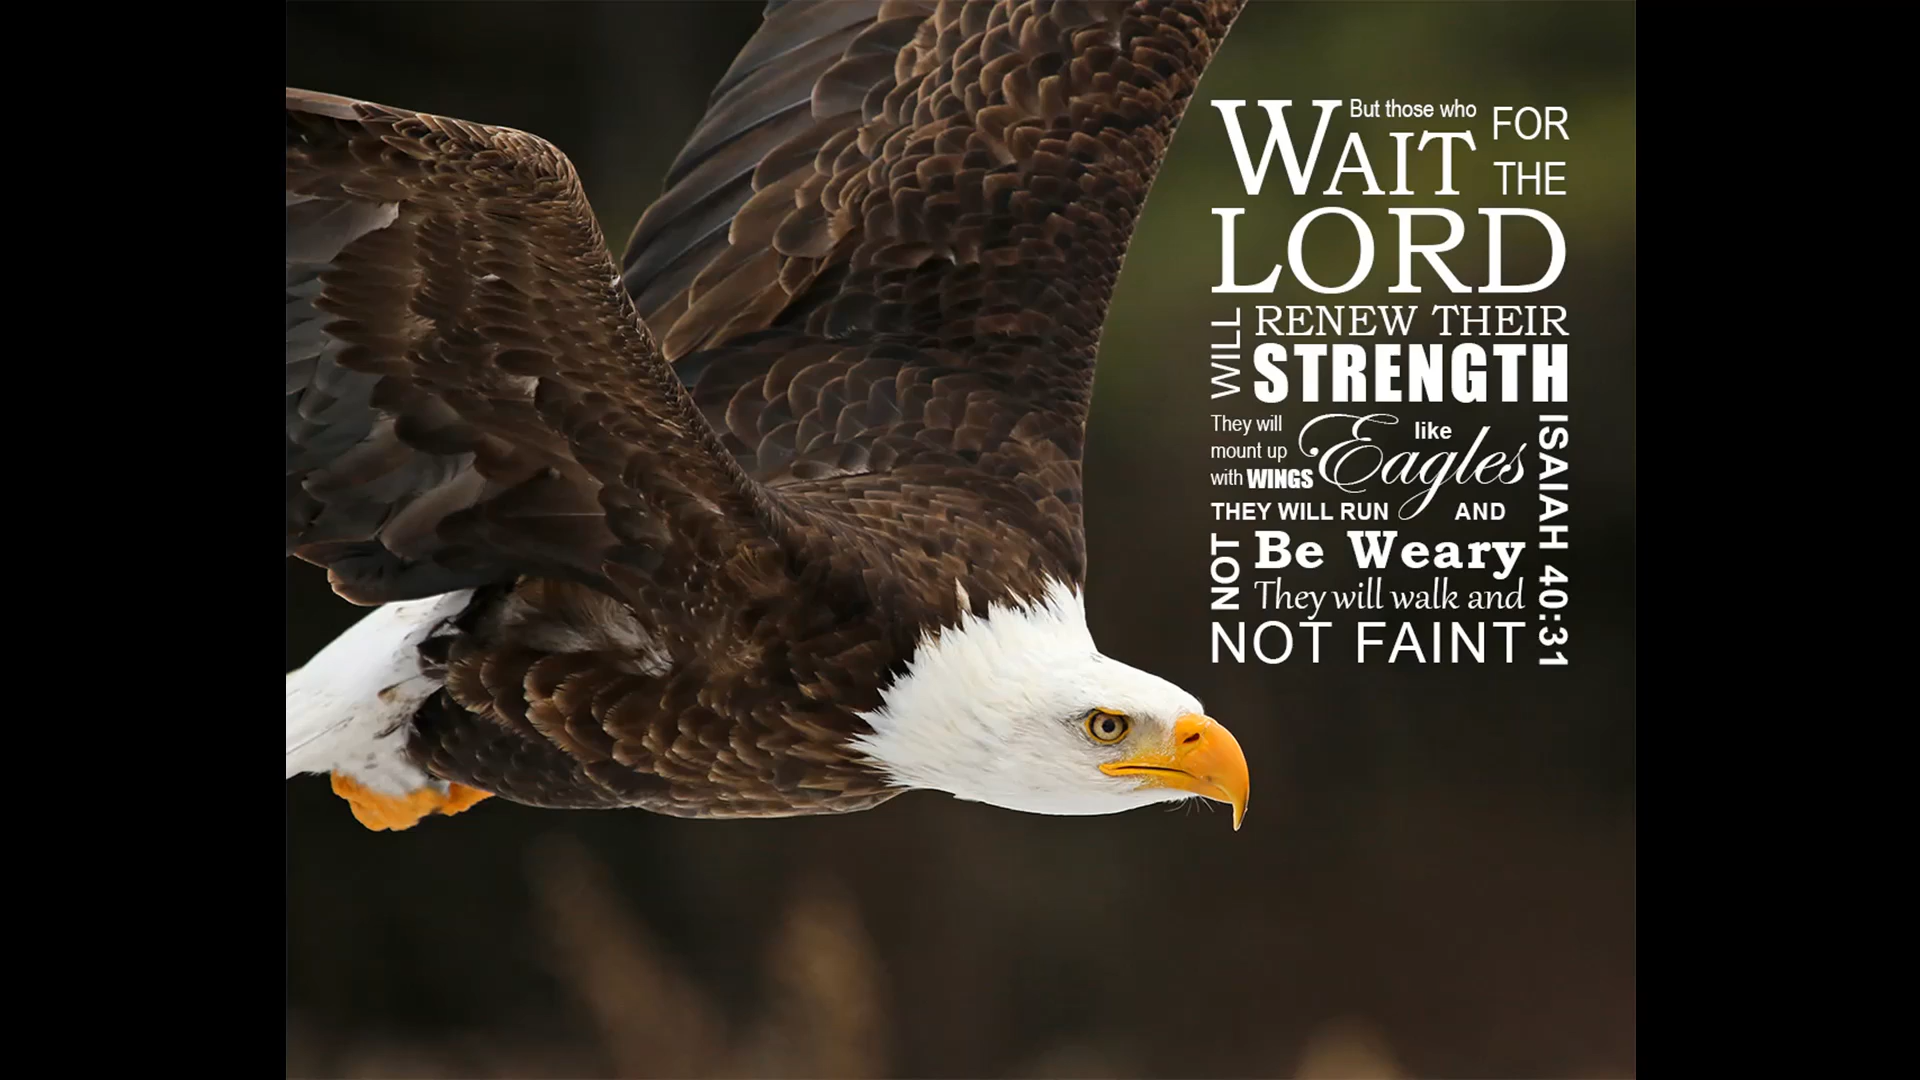 But those who
WAIT
FOR
THE
LORD
WILL
RENEW THEIR
STRENGTH
They will
mount up
with WINGS
like
Eagles
THEY WILL RUN AND
NOT
Be Weary
They will walk and
NOT FAINT
ISAIAH 40:31